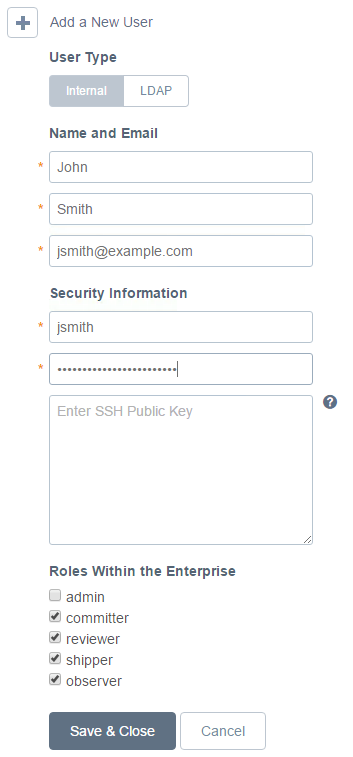 Add a New User
User Type
Internal LDAP
Name and Email
* John
* Smith
* jsmith@example.com
Security Information
* jsmith
* ••••••••••••••••••••••••
Enter SSH Public Key ?
Roles Within the Enterprise
admin
committer
reviewer
shipper
observer
Save & Close Cancel